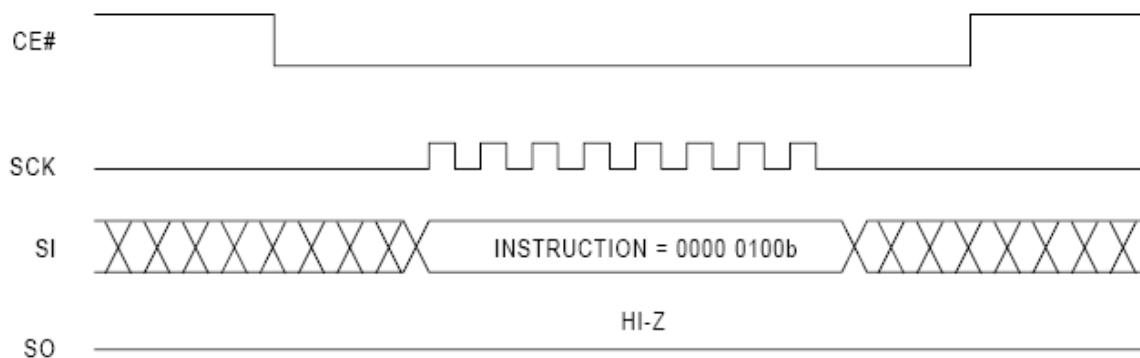 CE#
SCK
SI
INSTRUCTION = 0000 0100b
HI-Z
SO